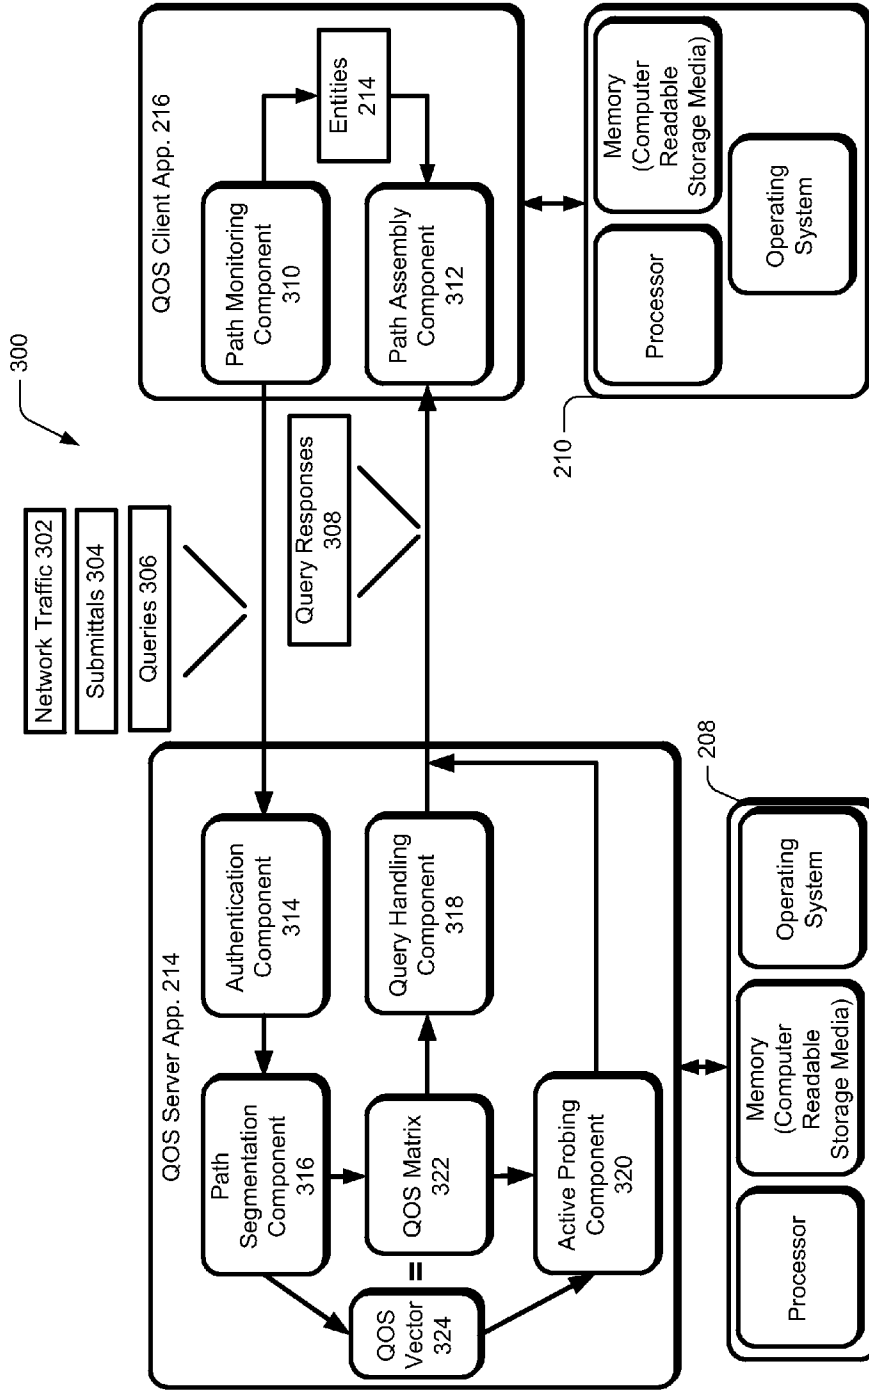 300
Network Traffic 302
Submittals 304
Queries 306
QOS Server App. 214
Path
Segmentation
Component
316
Authentication
Component
314
QOS
Vector
324
=
QOS Matrix
322
Query Handling
Component
318
Active Probing
Component
320
Query Responses
308
QOS Client App. 216
Path Monitoring
Component
310
Entities
214
Path Assembly
Component
312
208
Processor
Memory
(Computer
Readable
Storage Media)
Operating
System
210
Processor
Memory
(Computer
Readable
Storage Media)
Operating
System